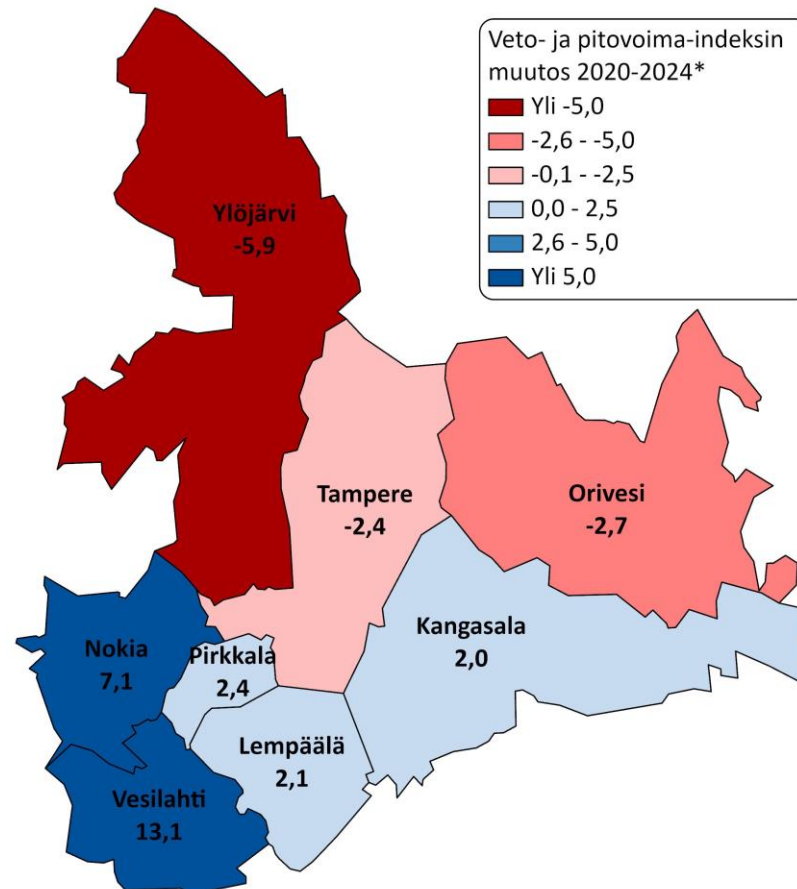 Veto- ja pitovoima-indeksin
muutos 2020-2024*
Yli -5,0
-2,6 - -5,0
-0,1 - -2,5
0,0 - 2,5
2,6 - 5,0
Yli 5,0
Ylöjärvi
-5,9
Tampere
-2,4
Orivesi
-2,7
Kangasala
2,0
Nokia
7,1
Pirkkala
2,4
Lempäälä
2,1
Vesilahti
13,1